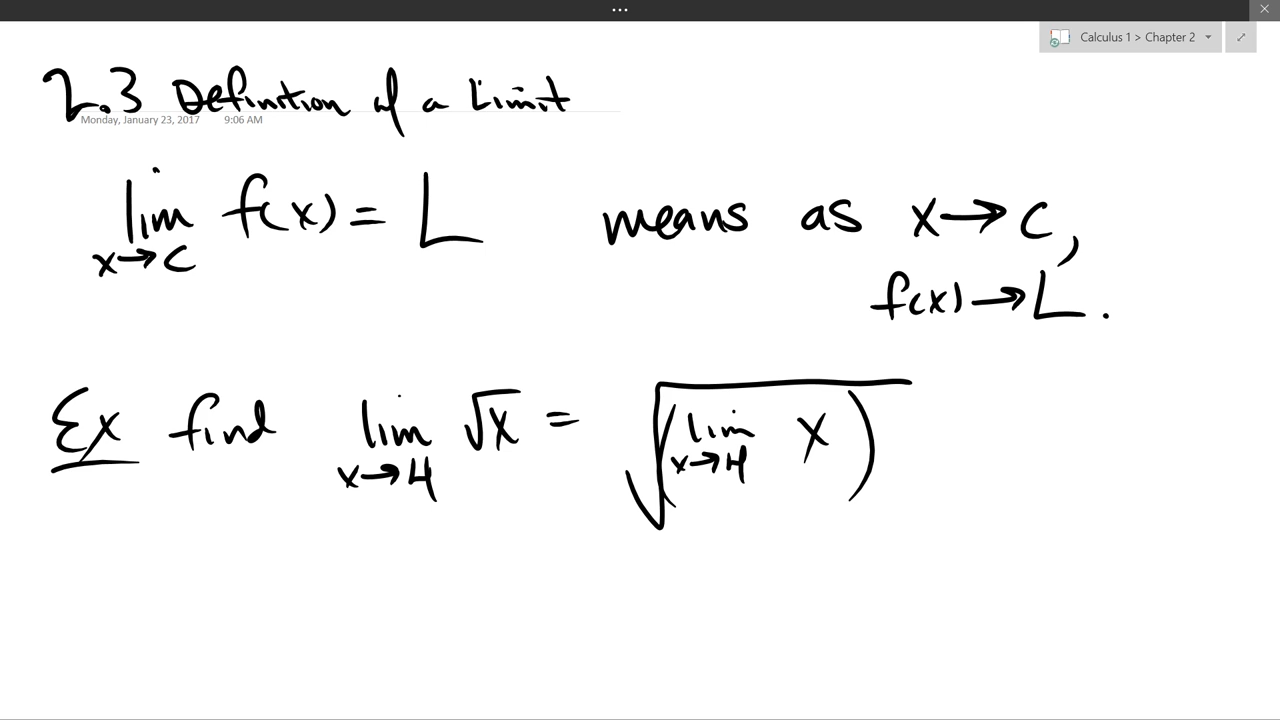 •••
Calculus 1 > Chapter 2
2.3 Definition of a Limit
Monday, January 23, 2017 9:06 AM
lim f(x) = L means as x→c,
x→c
f(x)→L.
Ex find lim √x = √(lim x)
x→4 x→4